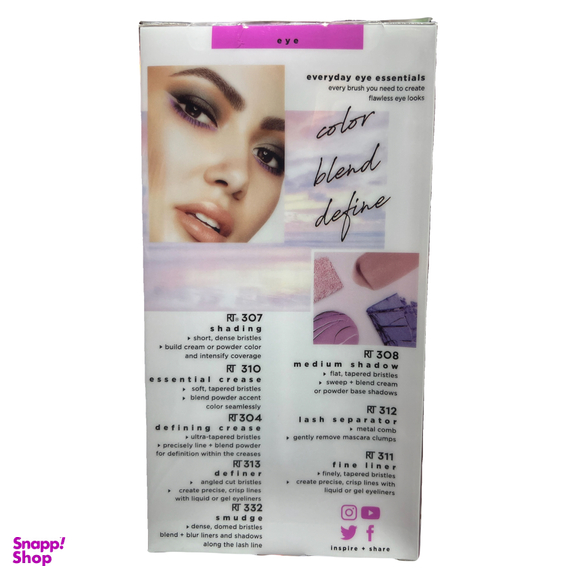 eye
everyday eye essentials
every brush you need to create
flawless eye looks
color
blend
define
RT 307
shading
▸ short, dense bristles
▸ build cream or powder color
and intensify coverage
RT 310
essential crease
▸ soft, tapered bristles
▸ blend powder accent
color seamlessly
RT 304
defining crease
▸ ultra-tapered bristles
▸ precisely line + blend powder
for definition within the creases
RT 313
definer
▸ angled cut bristles
▸ create precise, crisp lines
with liquid or gel eyeliners
RT 332
smudge
▸ dense, domed bristles
blend + blur liners and shadows
along the lash line
RT 308
medium shadow
▸ flat, tapered bristles
▸ sweep + blend cream
or powder base shadows
RT 312
lash separator
▸ metal comb
▸ gently remove mascara clumps
RT 311
fine liner
▸ finely, tapered bristles
▸ create precise, crisp lines with
liquid or gel eyeliners
inspire + share
Snapp!
Shop